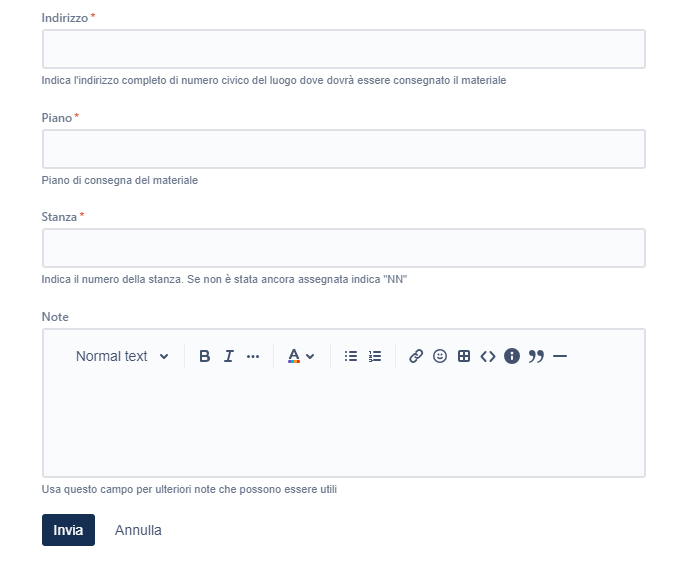 Indirizzo *
Indica l'indirizzo completo di numero civico del luogo dove dovrà essere consegnato il materiale
Piano *
Piano di consegna del materiale
Stanza *
Indica il numero della stanza. Se non è stata ancora assegnata indica "NN"
Note
Normal text B I ... A
Usa questo campo per ulteriori note che possono essere utili
Invia Annulla